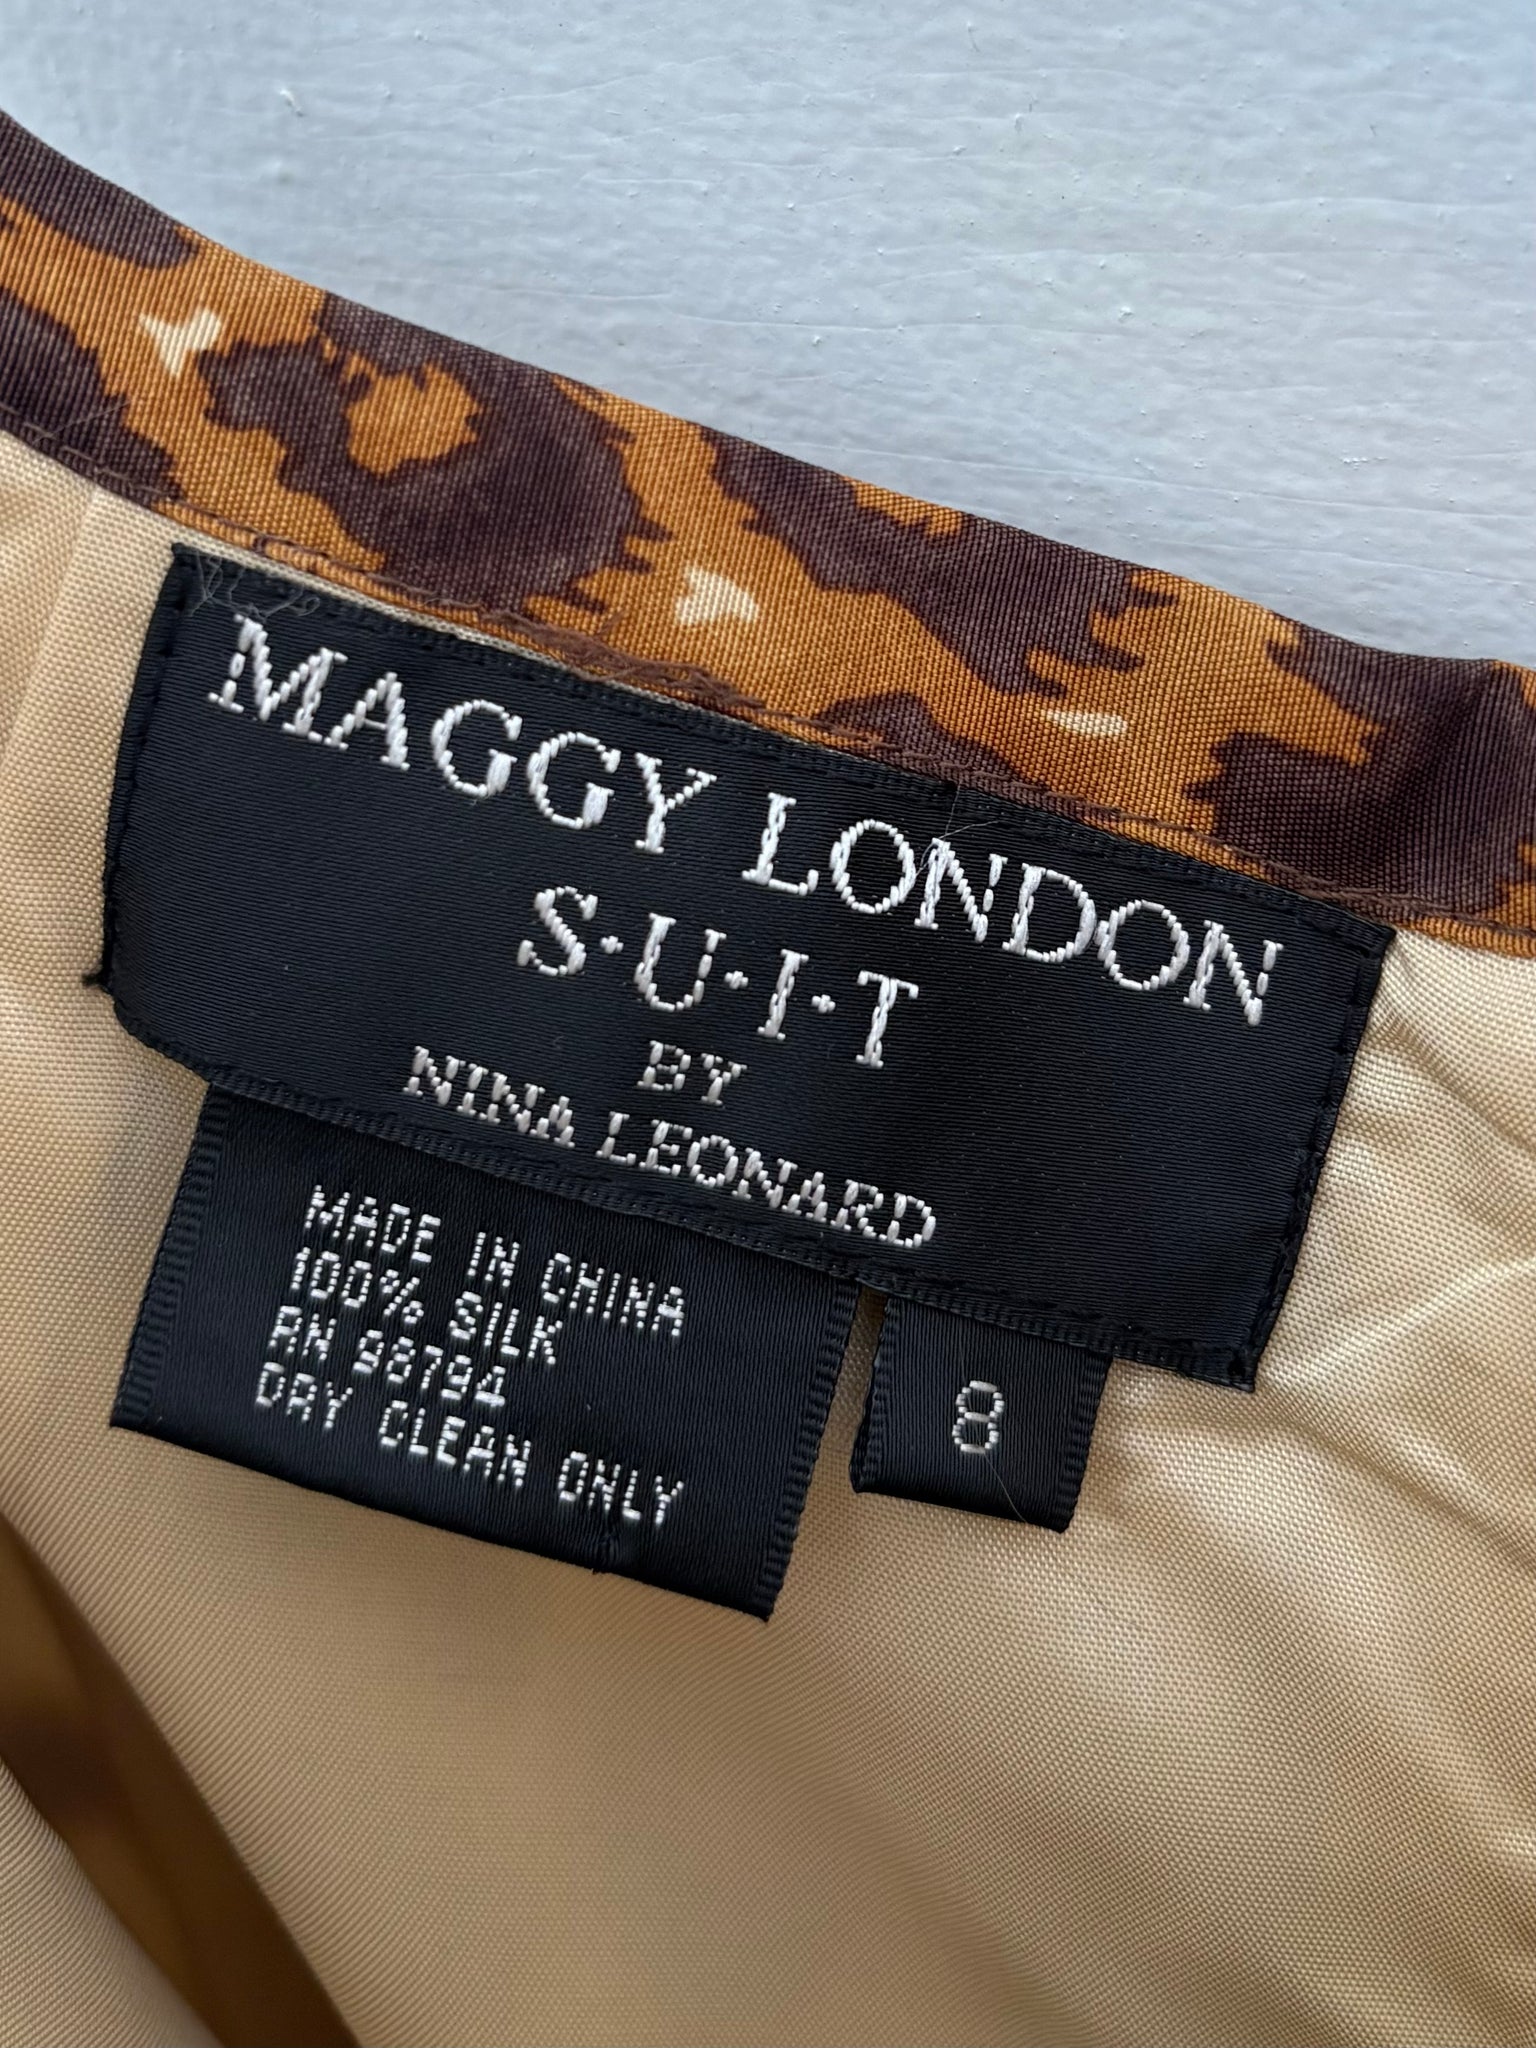 MAGGY LONDON
S·U·I·T
BY
NINA LEONARD
MADE IN CHINA
100% SILK
RN 98794
DRY CLEAN ONLY
8